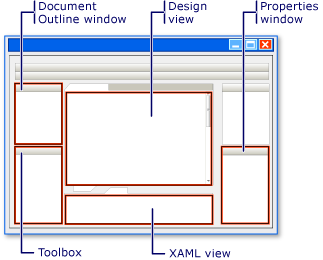 Document
Outline window
Design
view
Properties
window
Toolbox
XAML view